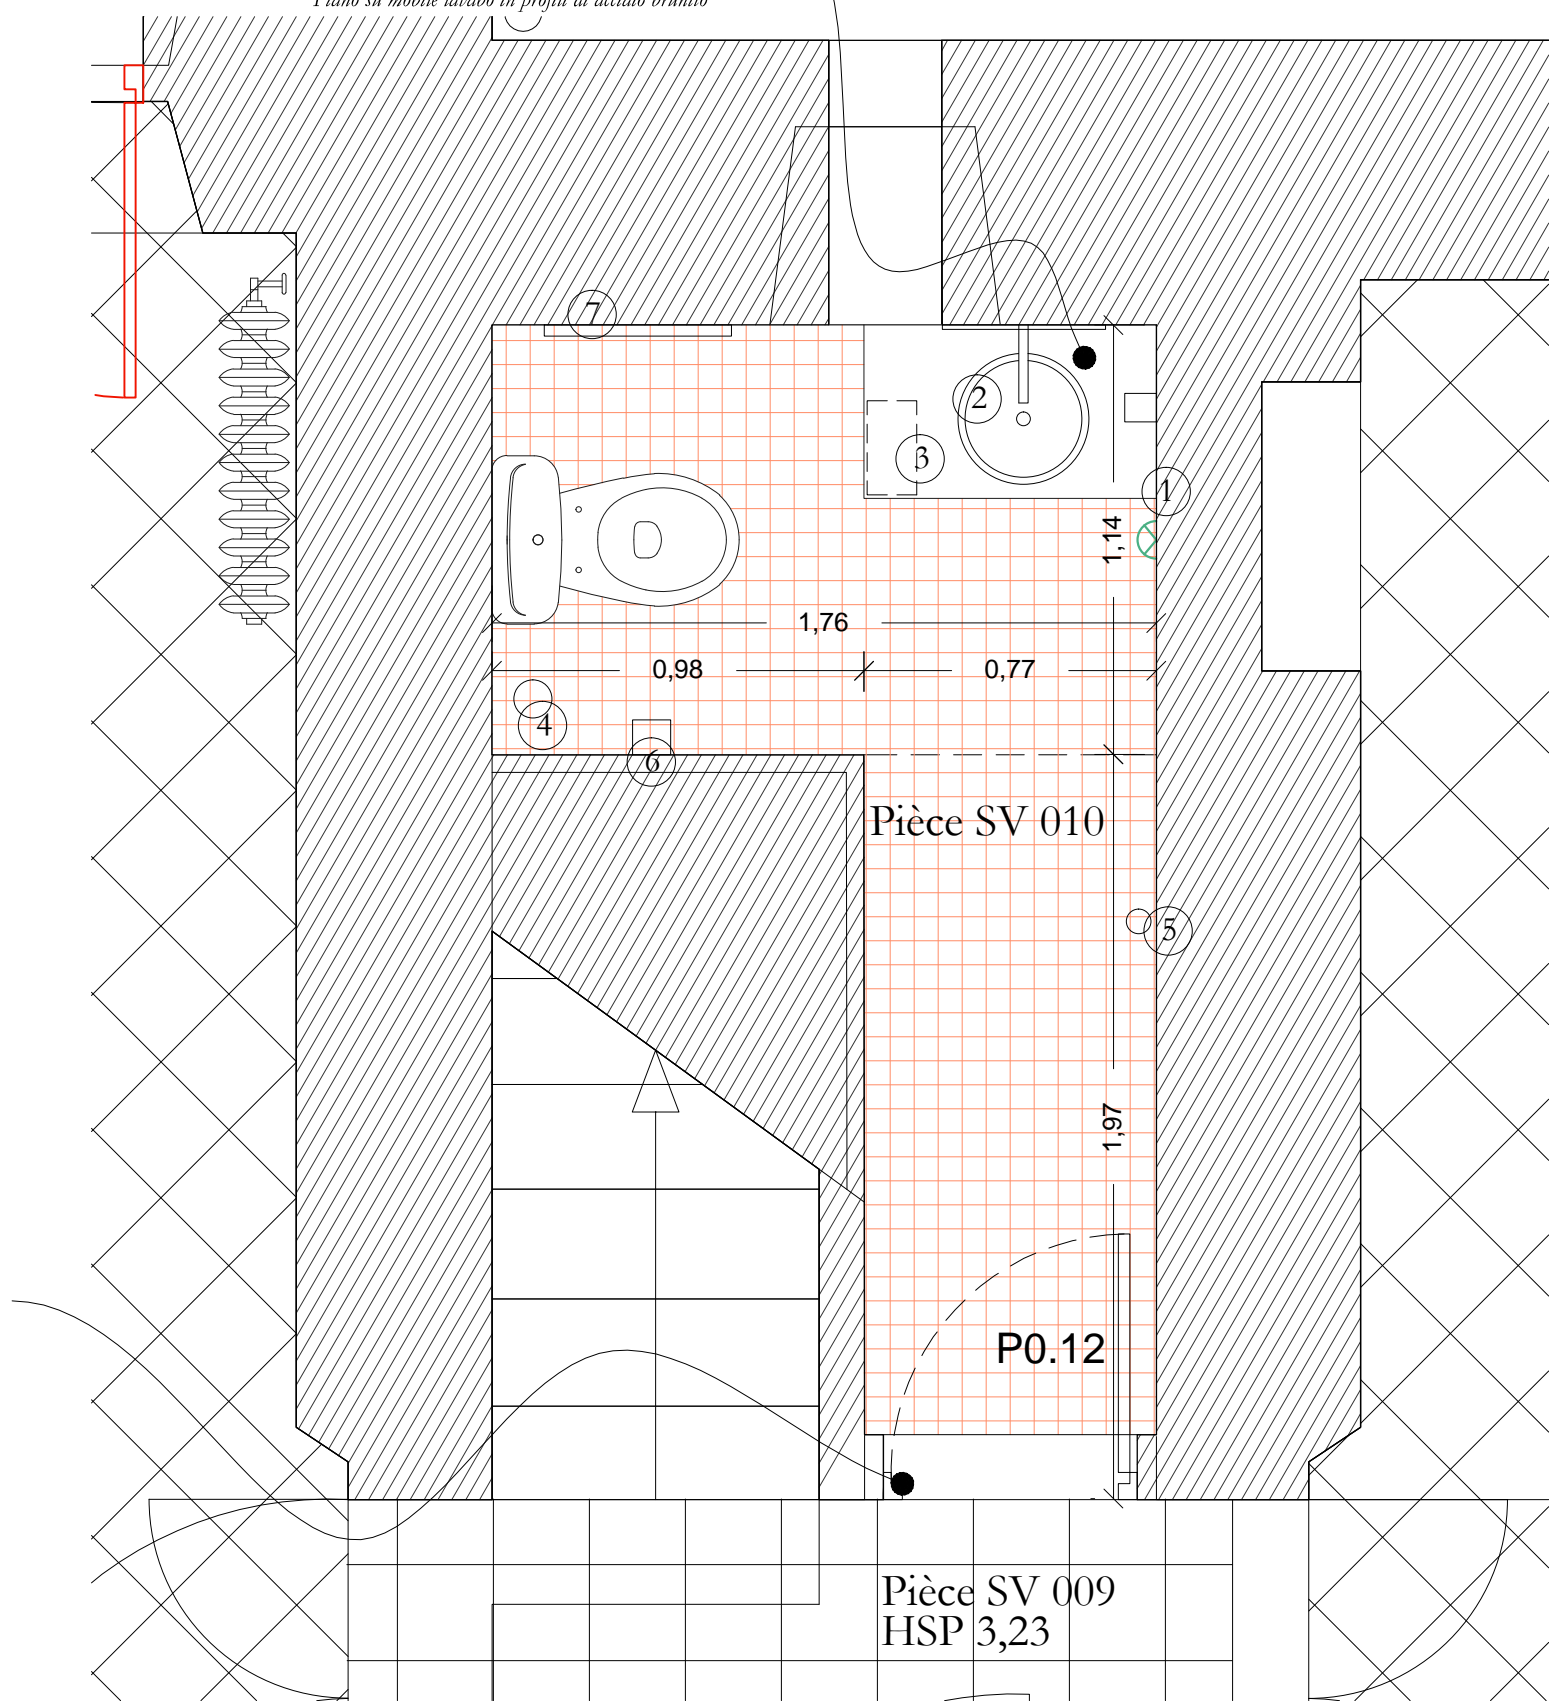 Piano su mobile lavabo in profili di acciaio brunito
7
2
3
1
1,14
1,76
0,98
0,77
4
6
Pièce SV 010
5
1,97
P0.12
Pièce SV 009
HSP 3,23